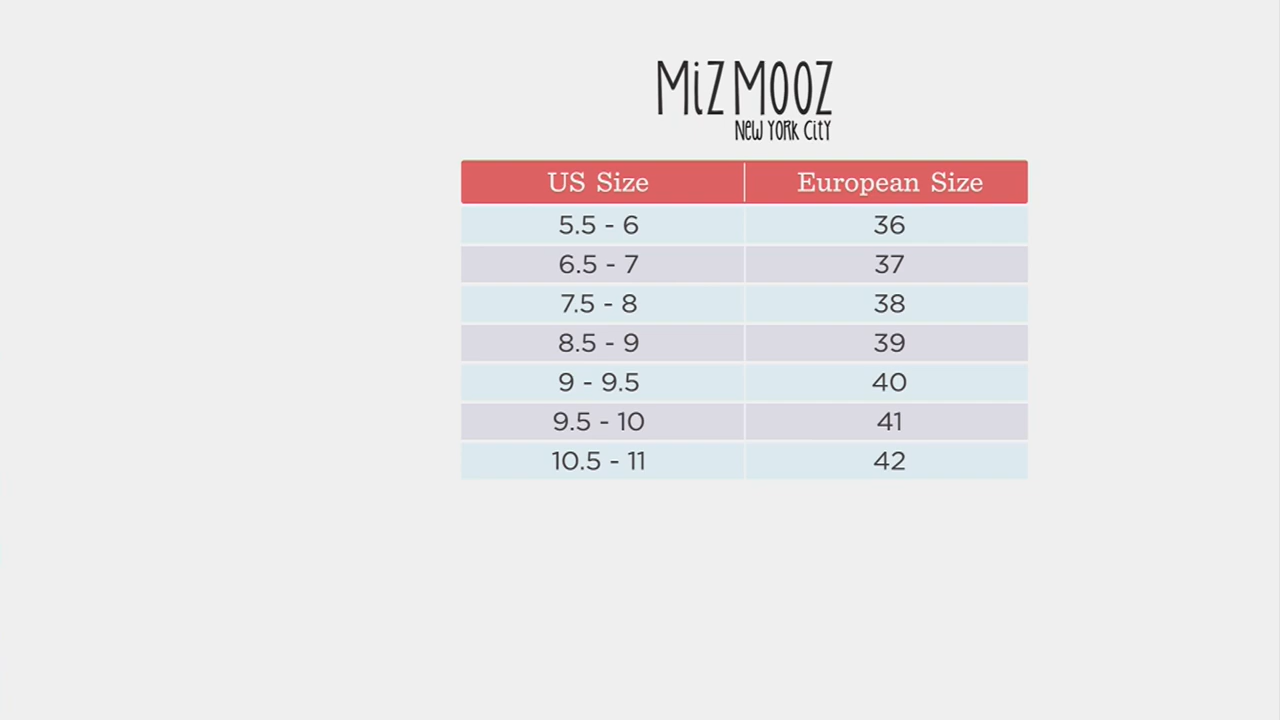 MiZ MOOZ
NeW YORk CiTY
US Size European Size
5.5 - 6 36
6.5 - 7 37
7.5 - 8 38
8.5 - 9 39
9 - 9.5 40
9.5 - 10 41
10.5 - 11 42